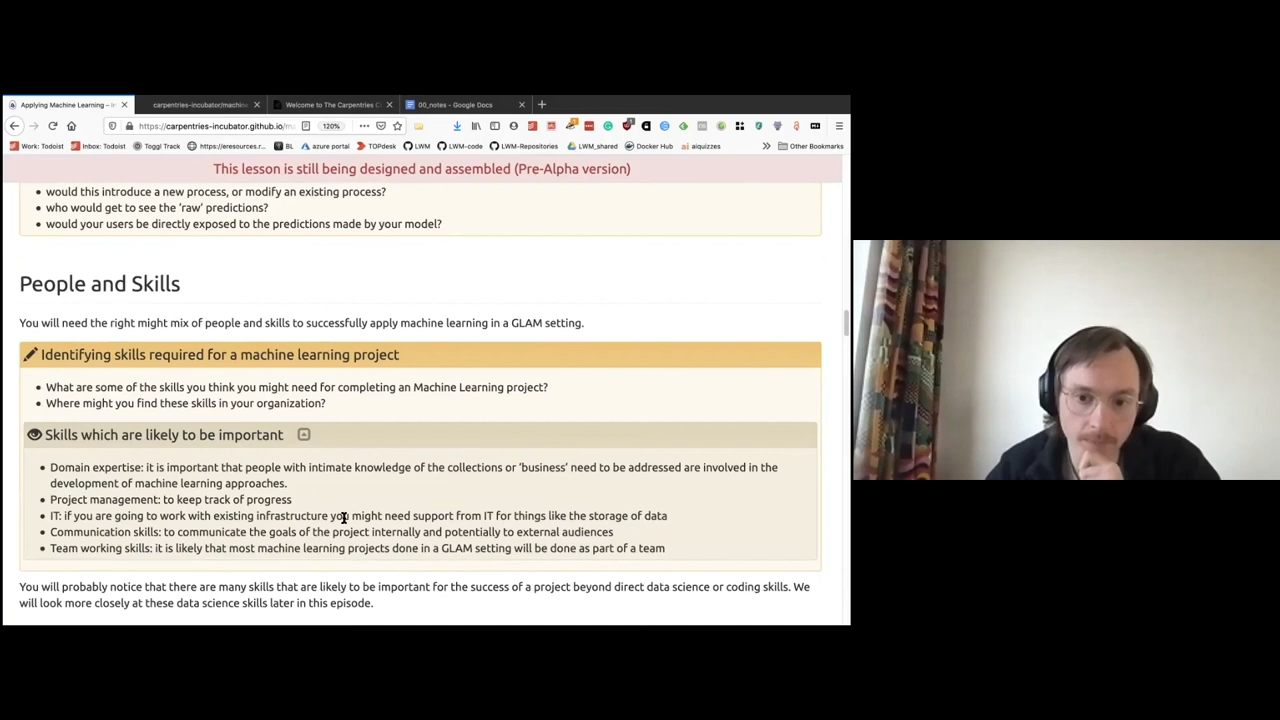 Applying Machine Learning – I
carpentries-incubator/machine
Welcome to The Carpentries C
00_notes - Google Docs
https://carpentries-incubator.github.io/m
120%
Work: Todoist
Inbox: Todoist
Toggl Track
https://eresources.r...
BL
azure portal
TOPdesk
LWM
LWM-code
LWM-Repositories
LWM_shared
Docker Hub
aiquizzes
Other Bookmarks
This lesson is still being designed and assembled (Pre-Alpha version)
would this introduce a new process, or modify an existing process?
who would get to see the ‘raw’ predictions?
would your users be directly exposed to the predictions made by your model?
People and Skills
You will need the right might mix of people and skills to successfully apply machine learning in a GLAM setting.
Identifying skills required for a machine learning project
What are some of the skills you think you might need for completing an Machine Learning project?
Where might you find these skills in your organization?
Skills which are likely to be important
Domain expertise: it is important that people with intimate knowledge of the collections or ‘business’ need to be addressed are involved in the
development of machine learning approaches.
Project management: to keep track of progress
IT: if you are going to work with existing infrastructure you might need support from IT for things like the storage of data
Communication skills: to communicate the goals of the project internally and potentially to external audiences
Team working skills: it is likely that most machine learning projects done in a GLAM setting will be done as part of a team
You will probably notice that there are many skills that are likely to be important for the success of a project beyond direct data science or coding skills. We
will look more closely at these data science skills later in this episode.